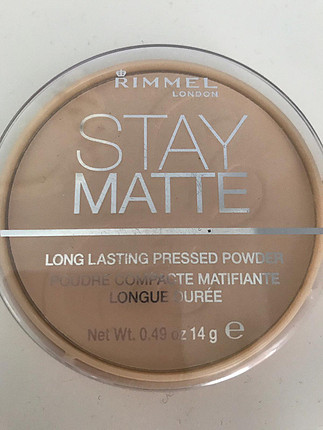 RIMMEL
LONDON
STAY
MATTE
LONG LASTING PRESSED POWDER
POUDRE COMPACTE MATIFIANTE
LONGUE DURÉE
Net Wt. 0.49 oz 14 g ℮